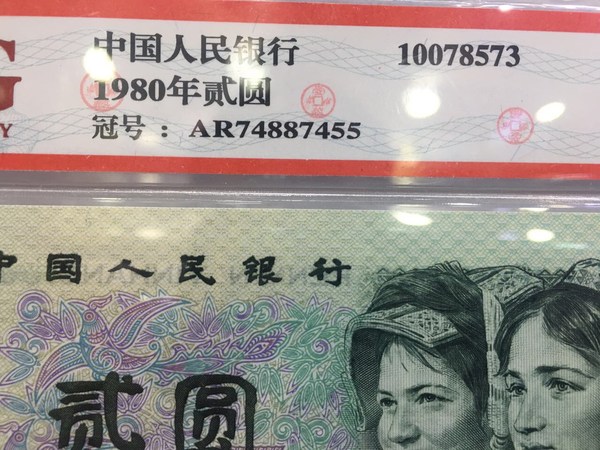 G
中国人民银行 10078573
1980年贰圆
Y
冠号 : AR74887455
中国人民银行
贰圆